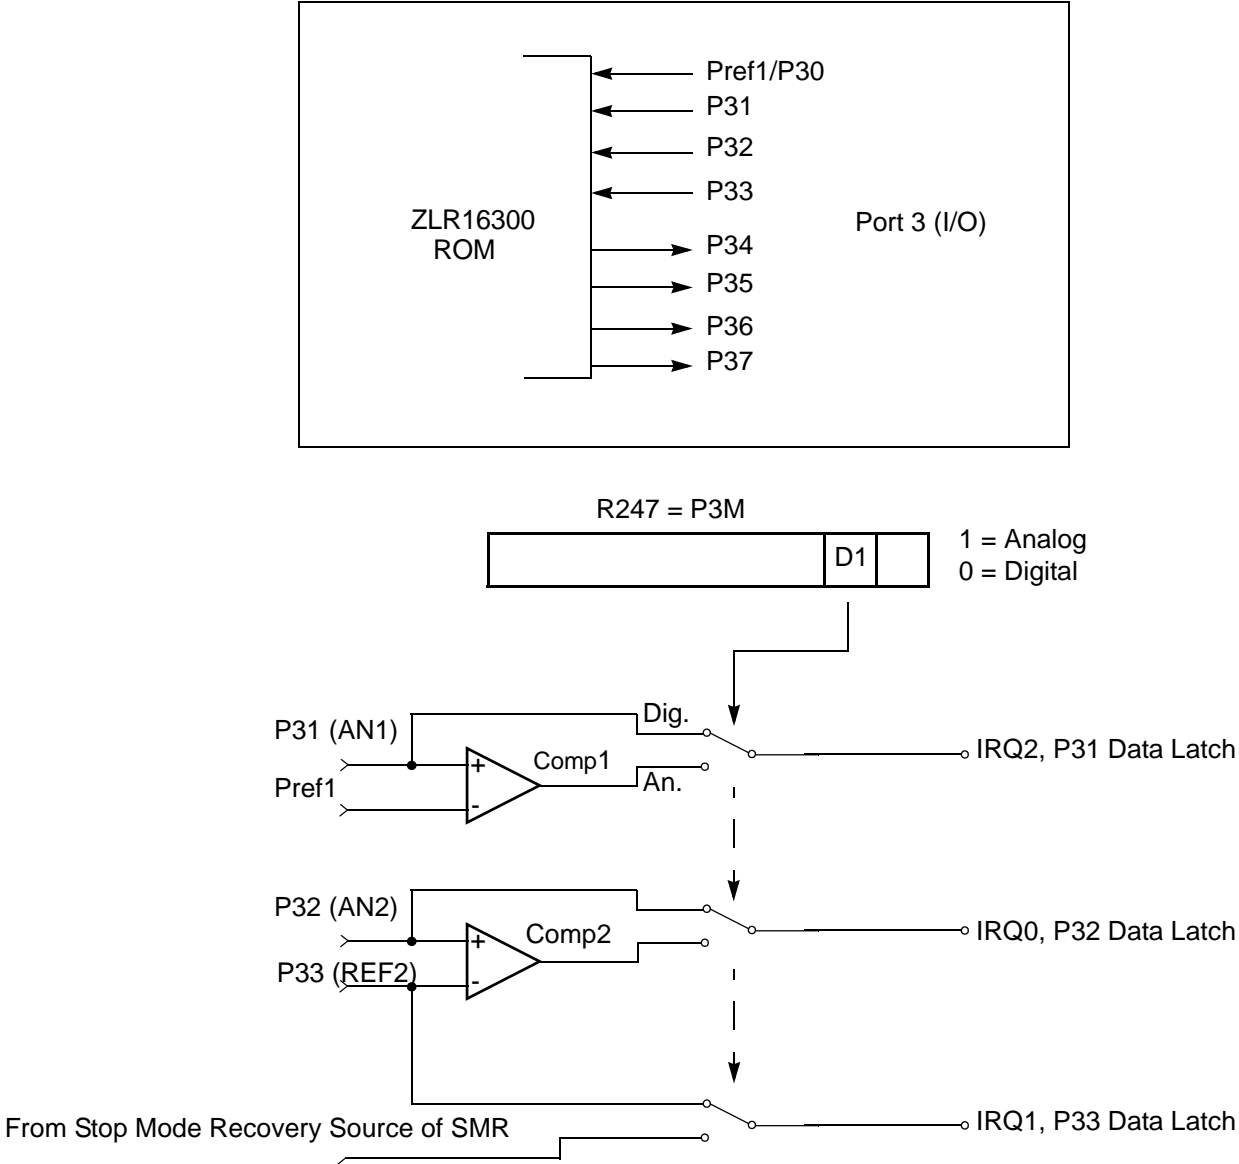 Pref1/P30
P31
P32
P33
ZLR16300
ROM
Port 3 (I/O)
P34
P35
P36
P37
R247 = P3M
D1
1 = Analog
0 = Digital
P31 (AN1)
Pref1
+
-
Comp1
Dig.
An.
IRQ2, P31 Data Latch
P32 (AN2)
P33 (REF2)
+
-
Comp2
IRQ0, P32 Data Latch
From Stop Mode Recovery Source of SMR
IRQ1, P33 Data Latch